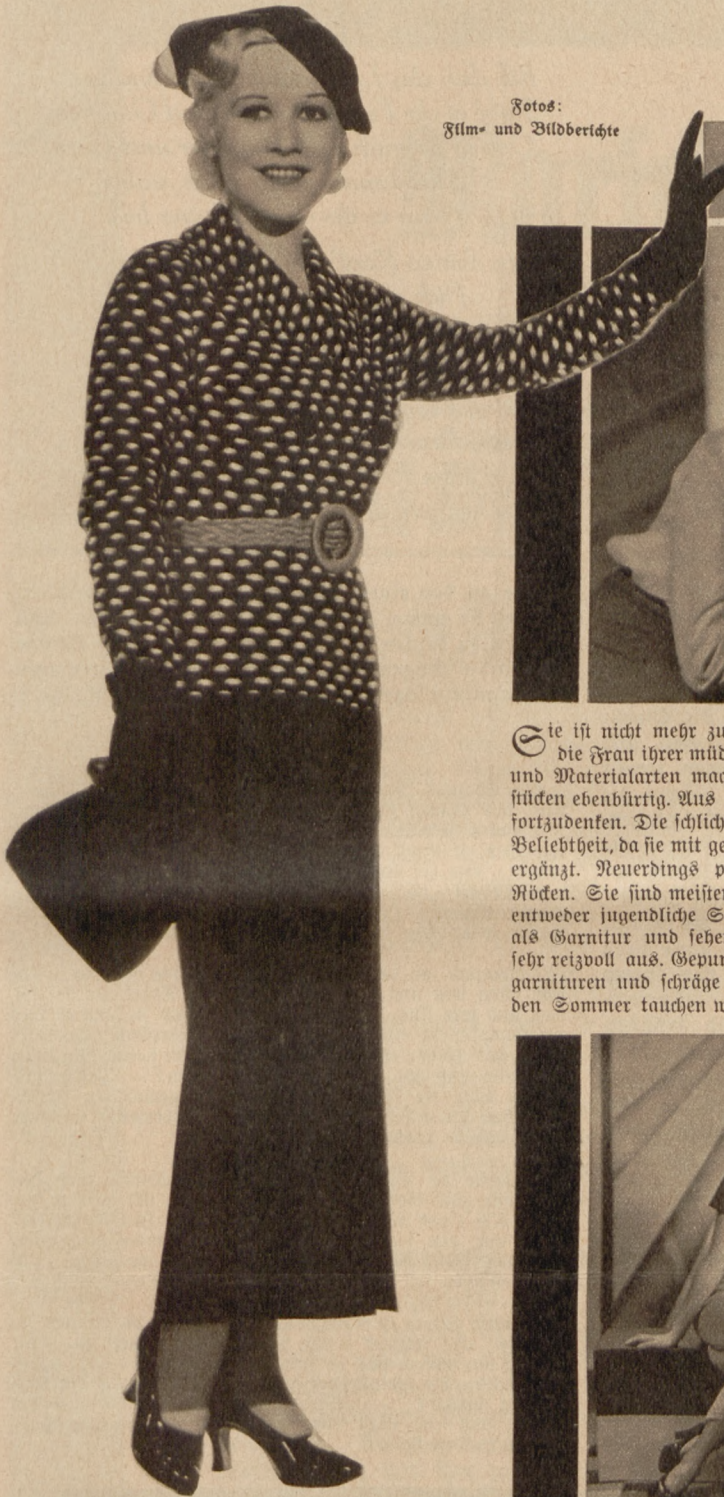 Fotos:
Film- und Bildberichte
Sie ist nicht mehr zu
die Frau ihrer müd
und Materialarten mac
stücken ebenbürtig. Aus
fortzudenken. Die schlich
Beliebtheit, da sie mit ge
ergänzt. Neuerdings p
Röcken. Sie sind meisten
entweder jugendliche S
als Garnitur und sehe
sehr reizvoll aus. Gepun
garnituren und schräge
den Sommer tauchen w